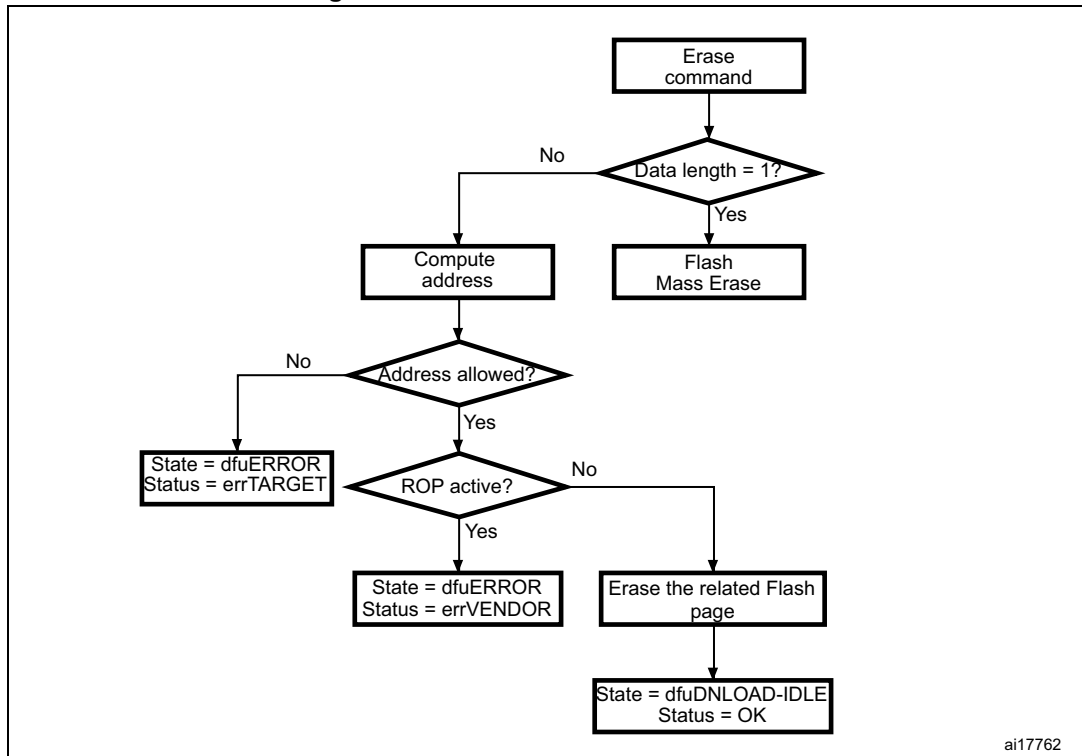 Erase
command
No
Data length = 1?
Yes
Compute
address
Flash
Mass Erase
No
Address allowed?
Yes
State = dfuERROR
Status = errTARGET
ROP active?
No
Yes
State = dfuERROR
Status = errVENDOR
Erase the related Flash
page
State = dfuDNLOAD-IDLE
Status = OK
ai17762